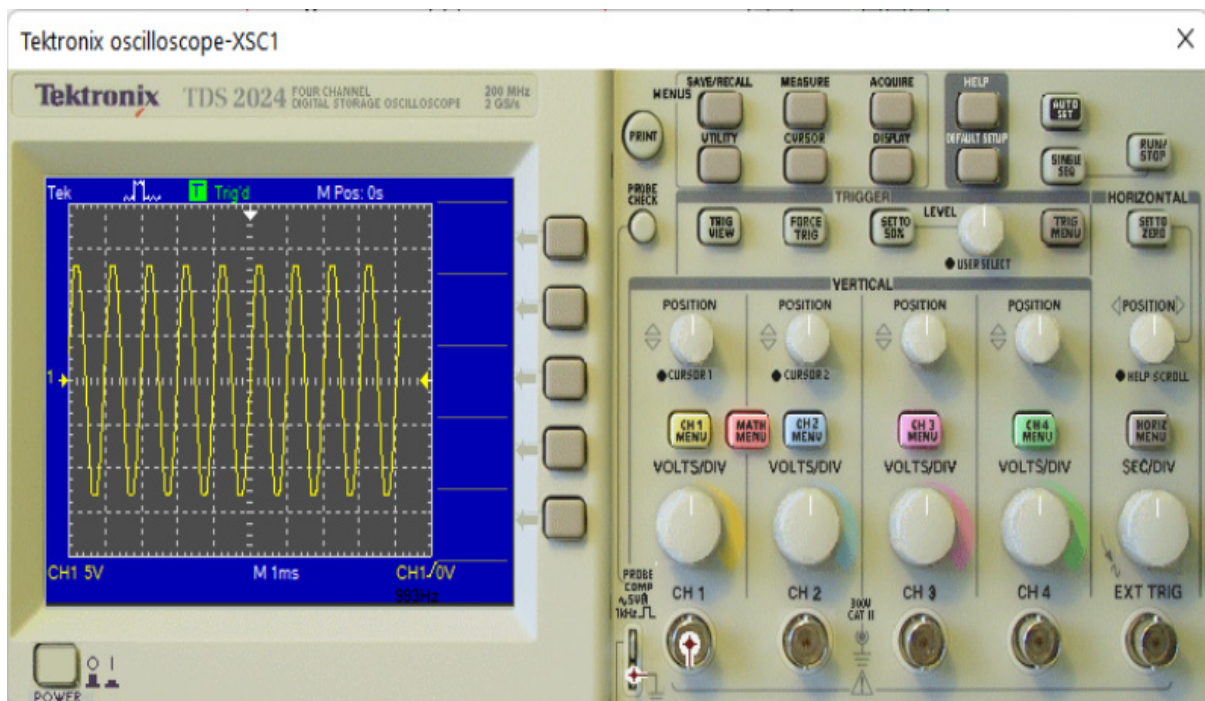 Tektronix oscilloscope-XSC1
Tektronix TDS 2024 FOUR CHANNEL DIGITAL STORAGE OSCILLOSCOPE 200 MHz 2 GS/s
Tek T Trig'd M Pos: 0s
1
CH1 5V M 1ms CH1 0V
993Hz
POWER
PRINT
PROBE CHECK
MENUS
SAVE/RECALL MEASURE ACQUIRE
UTILITY CURSOR DISPLAY
HELP
DEFAULT SETUP
AUTO SET
SINGLE SEQ
RUN/ STOP
TRIGGER
TRIG VIEW
FORCE TRIG
SET TO 50%
LEVEL
USER SELECT
TRIG MENU
HORIZONTAL
SET TO ZERO
VERTICAL
POSITION POSITION POSITION POSITION POSITION
CURSOR 1 CURSOR 2 HELP SCROLL
CH 1 MENU
MATH MENU
CH 2 MENU
CH 3 MENU
CH 4 MENU
HORIZ MENU
VOLTS/DIV VOLTS/DIV VOLTS/DIV VOLTS/DIV SEC/DIV
PROBE COMP
~5V
1kHz
CH 1 CH 2 CH 3 CH 4 EXT TRIG
300V CAT II